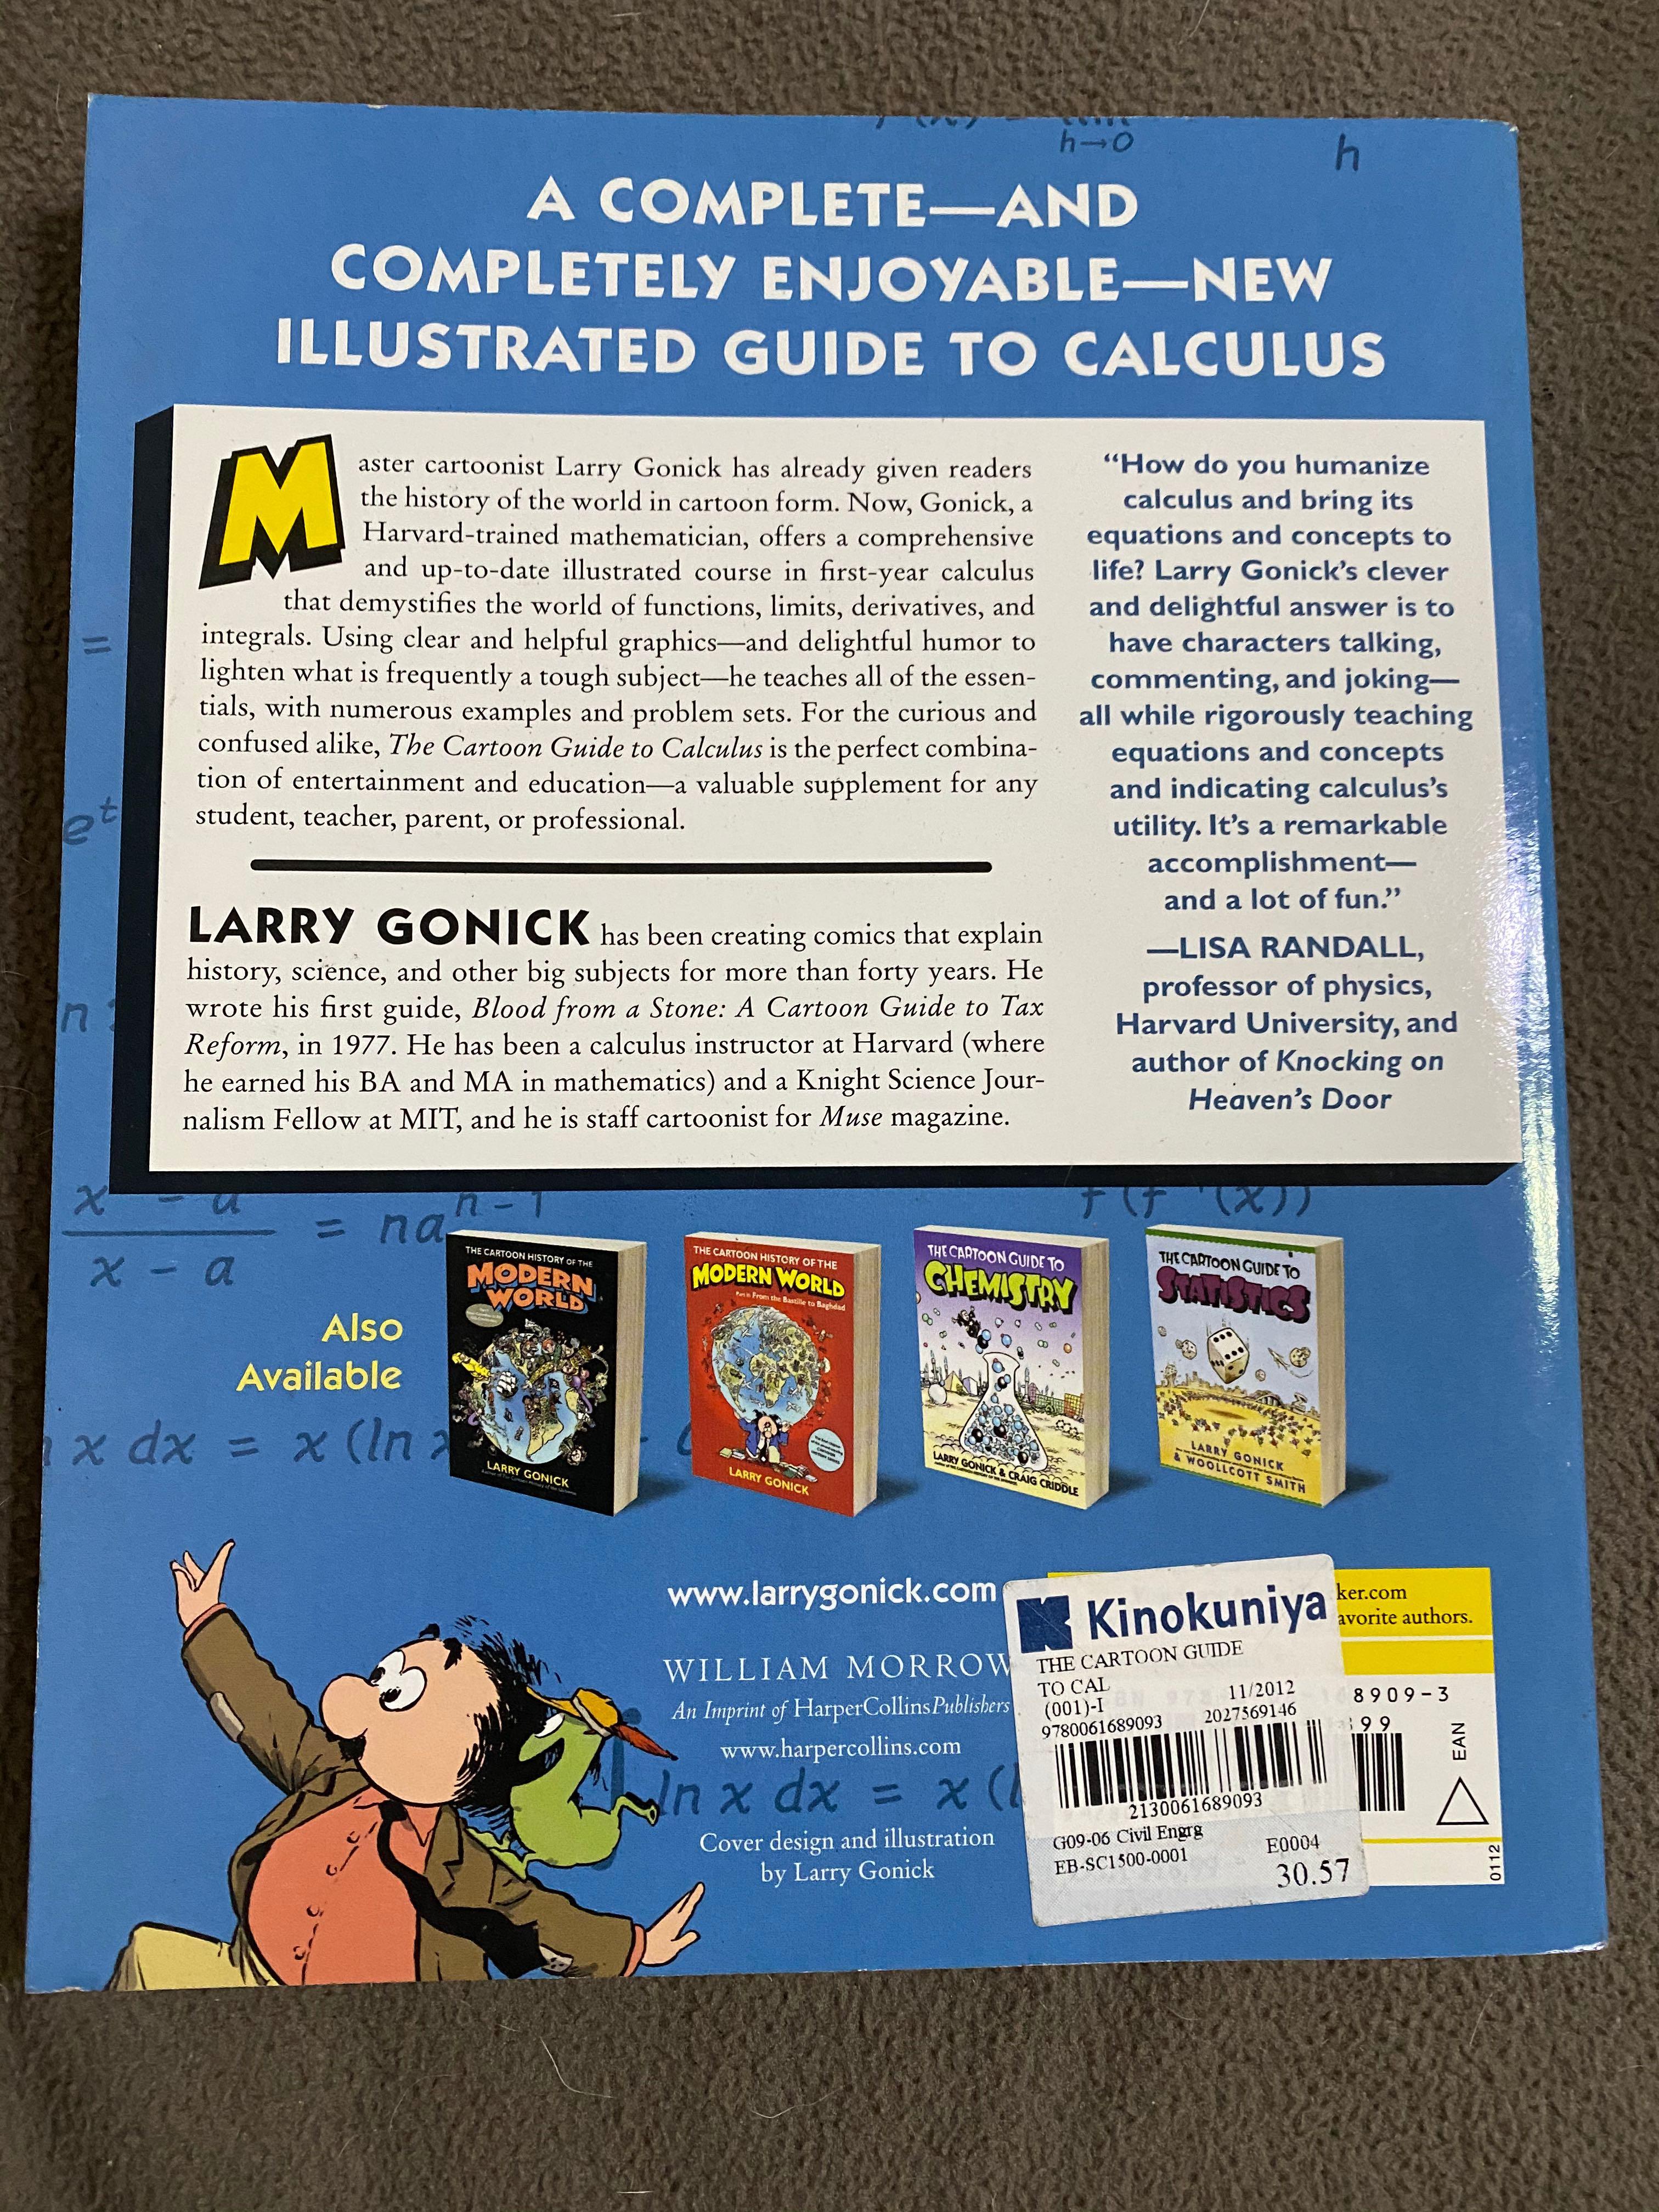 h→0
h
A COMPLETE—AND
COMPLETELY ENJOYABLE—NEW
ILLUSTRATED GUIDE TO CALCULUS
Master cartoonist Larry Gonick has already given readers
the history of the world in cartoon form. Now, Gonick, a
Harvard-trained mathematician, offers a comprehensive
and up-to-date illustrated course in first-year calculus
that demystifies the world of functions, limits, derivatives, and
integrals. Using clear and helpful graphics—and delightful humor to
lighten what is frequently a tough subject—he teaches all of the essen-
tials, with numerous examples and problem sets. For the curious and
confused alike, The Cartoon Guide to Calculus is the perfect combina-
tion of entertainment and education—a valuable supplement for any
student, teacher, parent, or professional.
LARRY GONICK has been creating comics that explain
history, science, and other big subjects for more than forty years. He
wrote his first guide, Blood from a Stone: A Cartoon Guide to Tax
Reform, in 1977. He has been a calculus instructor at Harvard (where
he earned his BA and MA in mathematics) and a Knight Science Jour-
nalism Fellow at MIT, and he is staff cartoonist for Muse magazine.
“How do you humanize
calculus and bring its
equations and concepts to
life? Larry Gonick’s clever
and delightful answer is to
have characters talking,
commenting, and joking—
all while rigorously teaching
equations and concepts
and indicating calculus’s
utility. It’s a remarkable
accomplishment—
and a lot of fun.”
—LISA RANDALL,
professor of physics,
Harvard University, and
author of Knocking on
Heaven’s Door
=
e^t
n
x - a
x - a
= na^n-1
x dx = x (ln x
Also
Available
THE CARTOON HISTORY OF THE
MODERN
WORLD
LARRY GONICK
THE CARTOON HISTORY OF THE
MODERN WORLD
Part II: From the Bastille to Baghdad
LARRY GONICK
THE CARTOON GUIDE TO
CHEMISTRY
LARRY GONICK & CRAIG CRIDDLE
THE CARTOON GUIDE TO
STATISTICS
LARRY GONICK
& WOOLLCOTT SMITH
www.larrygonick.com
WILLIAM MORROW
An Imprint of HarperCollinsPublishers
www.harpercollins.com
ln x dx = x (l
Cover design and illustration
by Larry Gonick
Kinokuniya
THE CARTOON GUIDE
TO CAL
(001)-I 11/2012
9780061689093 2027569146
2130061689093
G09-06 Civil Engrg E0004
EB-SC1500-0001
30.57
ker.com
avorite authors.
8909-3
99
EAN
0112